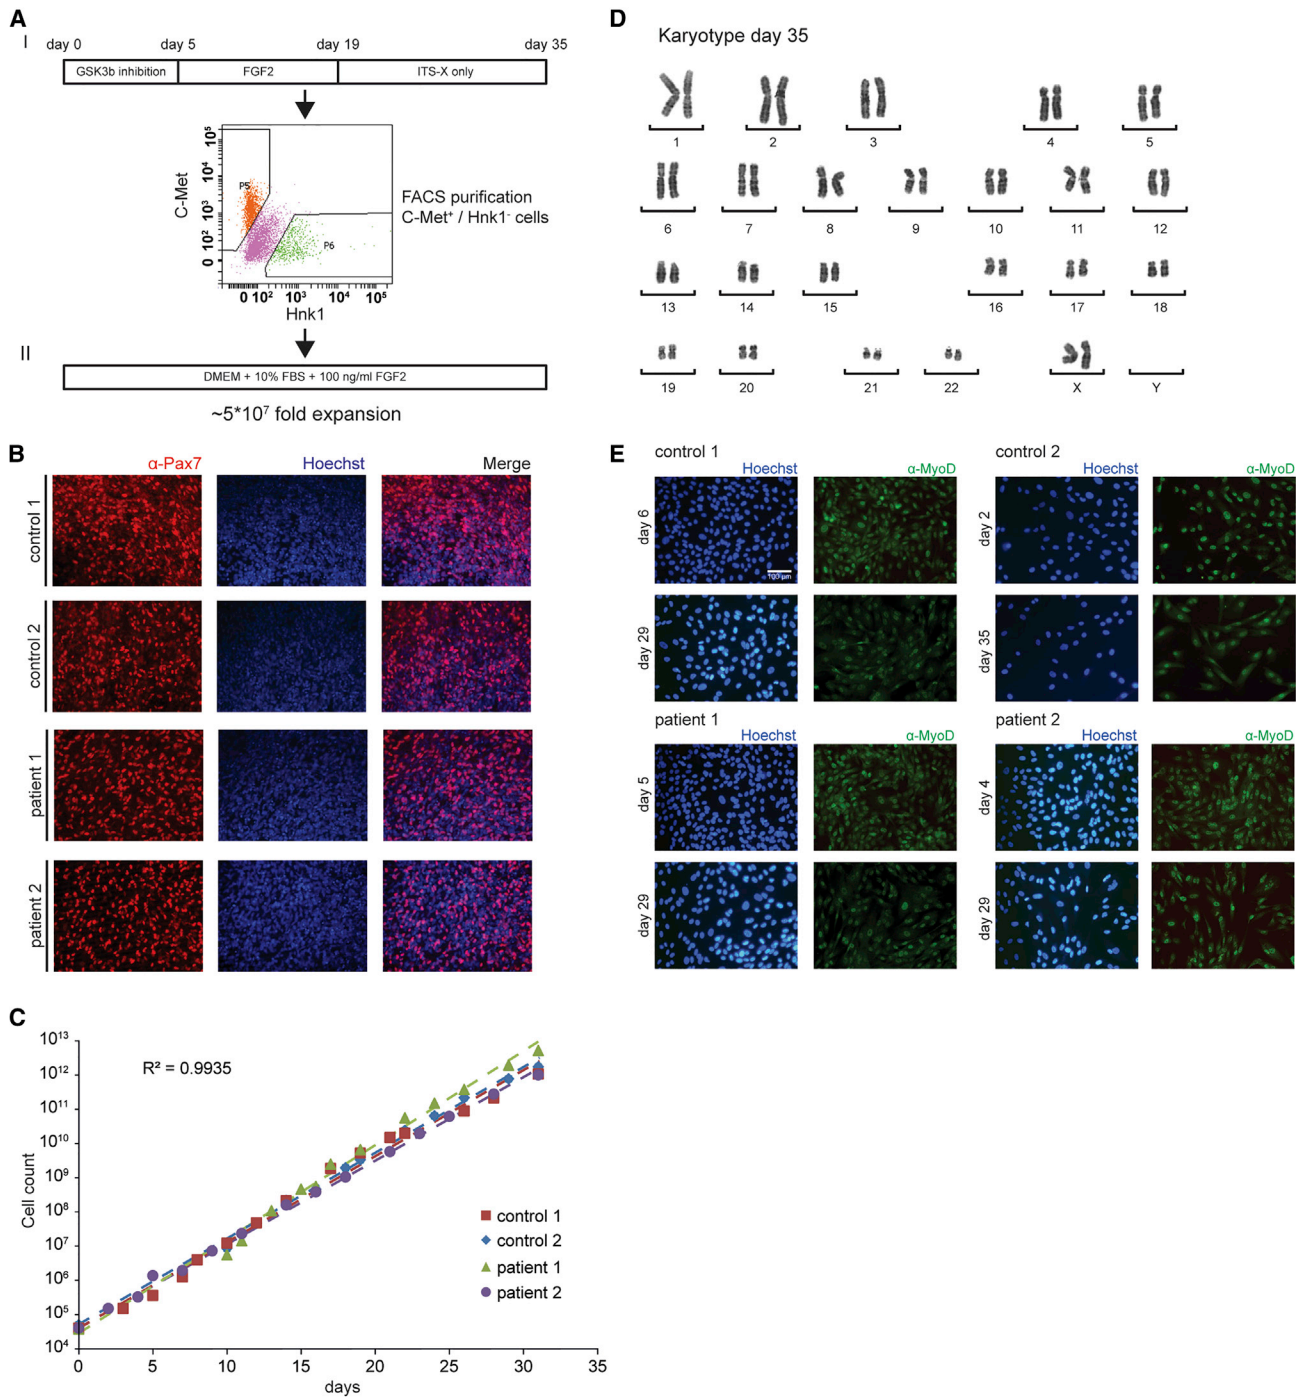 A
I
day 0 day 5 day 19 day 35
GSK3b inhibition FGF2 ITS-X only
10⁵
10⁴
10³
10²
0
C-Met
P5
P6
0 10² 10³ 10⁴ 10⁵
Hnk1
FACS purification
C-Met⁺ / Hnk1⁻ cells
II
DMEM + 10% FBS + 100 ng/ml FGF2
~5*10⁷ fold expansion
B
α-Pax7 Hoechst Merge
control 1
control 2
patient 1
patient 2
C
R² = 0.9935
Cell count
10¹³
10¹²
10¹¹
10¹⁰
10⁹
10⁸
10⁷
10⁶
10⁵
10⁴
0 5 10 15 20 25 30 35
days
control 1
control 2
patient 1
patient 2
D
Karyotype day 35
1 2 3 4 5
6 7 8 9 10 11 12
13 14 15 16 17 18
19 20 21 22 X Y
E
control 1
Hoechst α-MyoD
day 6
100 µm
day 29
control 2
Hoechst α-MyoD
day 2
day 35
patient 1
Hoechst α-MyoD
day 5
day 29
patient 2
Hoechst α-MyoD
day 4
day 29